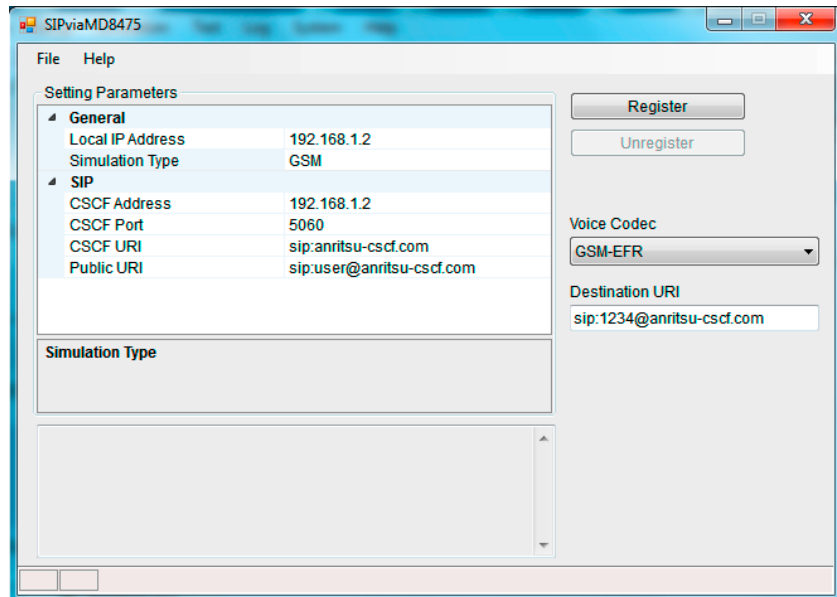 SIPviaMD8475
File Help
Setting Parameters
General
Local IP Address 192.168.1.2
Simulation Type GSM
SIP
CSCF Address 192.168.1.2
CSCF Port 5060
CSCF URI sip:anritsu-cscf.com
Public URI sip:user@anritsu-cscf.com
Simulation Type
Register
Unregister
Voice Codec
GSM-EFR
Destination URI
sip:1234@anritsu-cscf.com